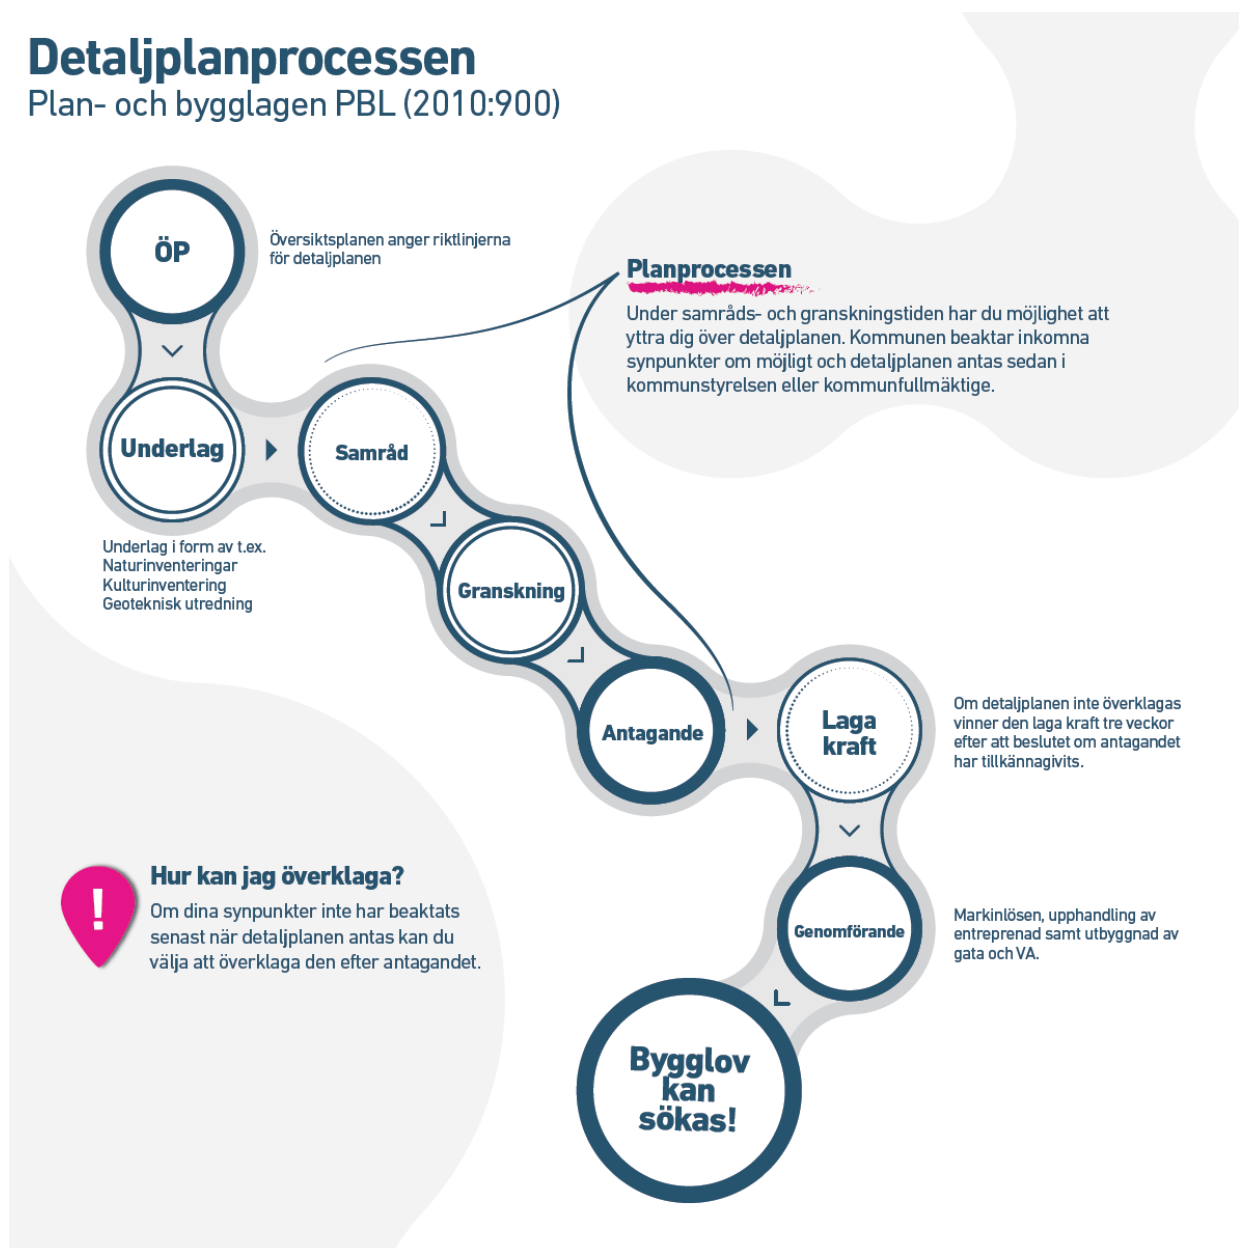 Detaljplanprocessen
Plan- och bygglagen PBL (2010:900)
ÖP
Översiktsplanen anger riktlinjerna
för detaljplanen
Planprocessen
Under samråds- och granskningstiden har du möjlighet att
yttra dig över detaljplanen. Kommunen beaktar inkomna
synpunkter om möjligt och detaljplanen antas sedan i
kommunstyrelsen eller kommunfullmäktige.
Underlag
Samråd
Underlag i form av t.ex.
Naturinventeringar
Kulturinventering
Geoteknisk utredning
Granskning
Antagande
Laga
kraft
Om detaljplanen inte överklagas
vinner den laga kraft tre veckor
efter att beslutet om antagandet
har tillkännagivits.
!
Hur kan jag överklaga?
Om dina synpunkter inte har beaktats
senast när detaljplanen antas kan du
välja att överklaga den efter antagandet.
Genomförande
Markinlösen, upphandling av
entreprenad samt utbyggnad av
gata och VA.
Bygglov
kan
sökas!